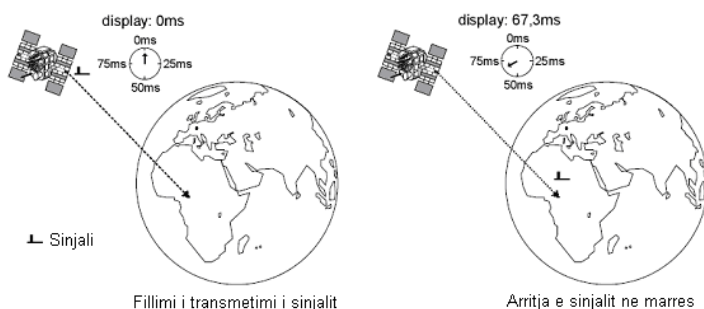 display: 0ms
0ms
75ms
25ms
50ms
Sinjali
Fillimi i transmetimi i sinjalit
display: 67,3ms
0ms
75ms
25ms
50ms
Arritja e sinjalit ne marres